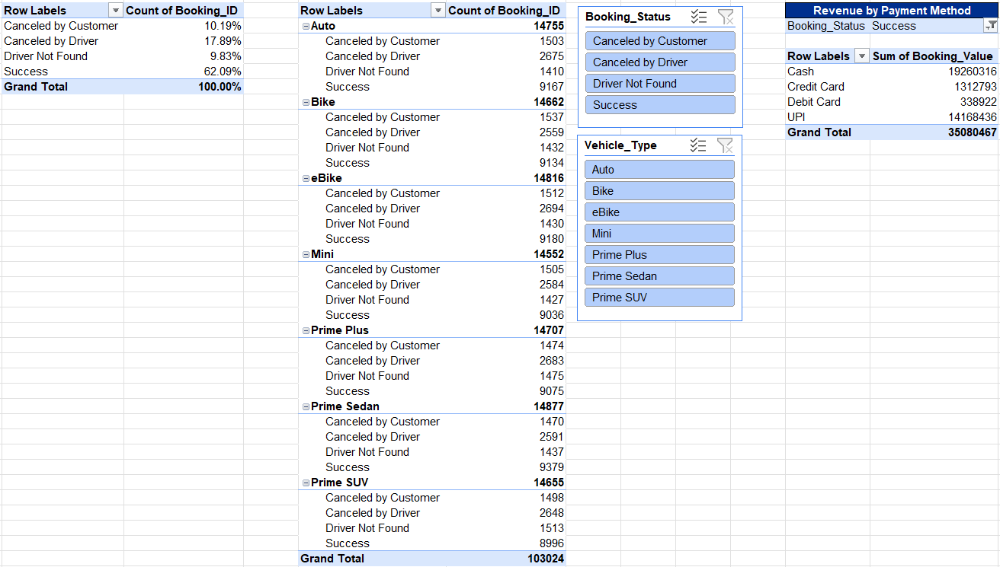 Row Labels Count of Booking_ID
Canceled by Customer 10.19%
Canceled by Driver 17.89%
Driver Not Found 9.83%
Success 62.09%
Grand Total 100.00%
Row Labels Count of Booking_ID
Auto 14755
Canceled by Customer 1503
Canceled by Driver 2675
Driver Not Found 1410
Success 9167
Bike 14662
Canceled by Customer 1537
Canceled by Driver 2559
Driver Not Found 1432
Success 9134
eBike 14816
Canceled by Customer 1512
Canceled by Driver 2694
Driver Not Found 1430
Success 9180
Mini 14552
Canceled by Customer 1505
Canceled by Driver 2584
Driver Not Found 1427
Success 9036
Prime Plus 14707
Canceled by Customer 1474
Canceled by Driver 2683
Driver Not Found 1475
Success 9075
Prime Sedan 14877
Canceled by Customer 1470
Canceled by Driver 2591
Driver Not Found 1437
Success 9379
Prime SUV 14655
Canceled by Customer 1498
Canceled by Driver 2648
Driver Not Found 1513
Success 8996
Grand Total 103024
Booking_Status
Canceled by Customer
Canceled by Driver
Driver Not Found
Success
Vehicle_Type
Auto
Bike
eBike
Mini
Prime Plus
Prime Sedan
Prime SUV
Revenue by Payment Method
Booking_Status Success
Row Labels Sum of Booking_Value
Cash 19260316
Credit Card 1312793
Debit Card 338922
UPI 14168436
Grand Total 35080467